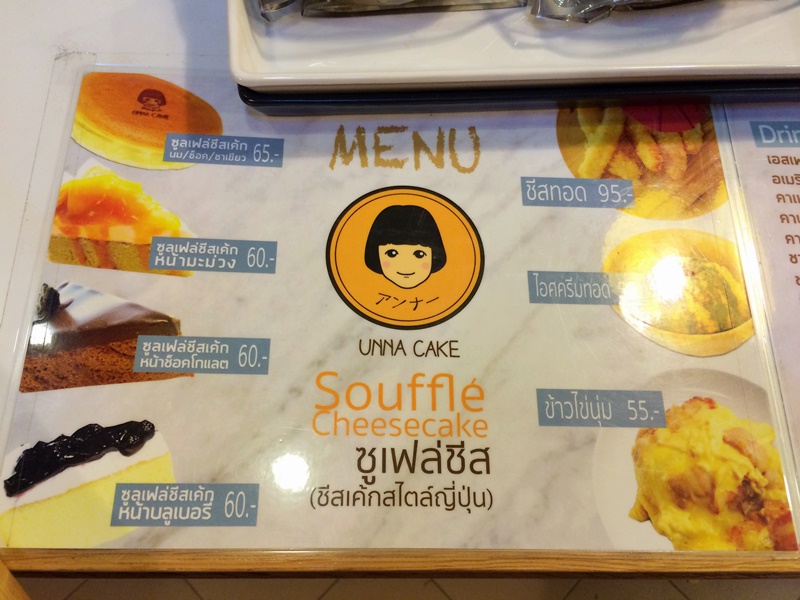 UNNA CAKE
ซูลเฟล่ชีสเค้ก
นม/ช็อค/ชาเขียว 65.-
ซูลเฟล่ชีสเค้ก
หน้ามะม่วง 60.-
ซูลเฟล่ชีสเค้ก
หน้าช็อคโกแลต 60.-
ซูลเฟล่ชีสเค้ก
หน้าบลูเบอรี่ 60.-
MENU
アンナー
UNNA CAKE
Soufflé
Cheesecake
ซูเฟล่ชีส
(ชีสเค้กสไตล์ญี่ปุ่น)
ชีสทอด 95.-
ไอศครีมทอด
ข้าวไข่นุ่ม 55.-